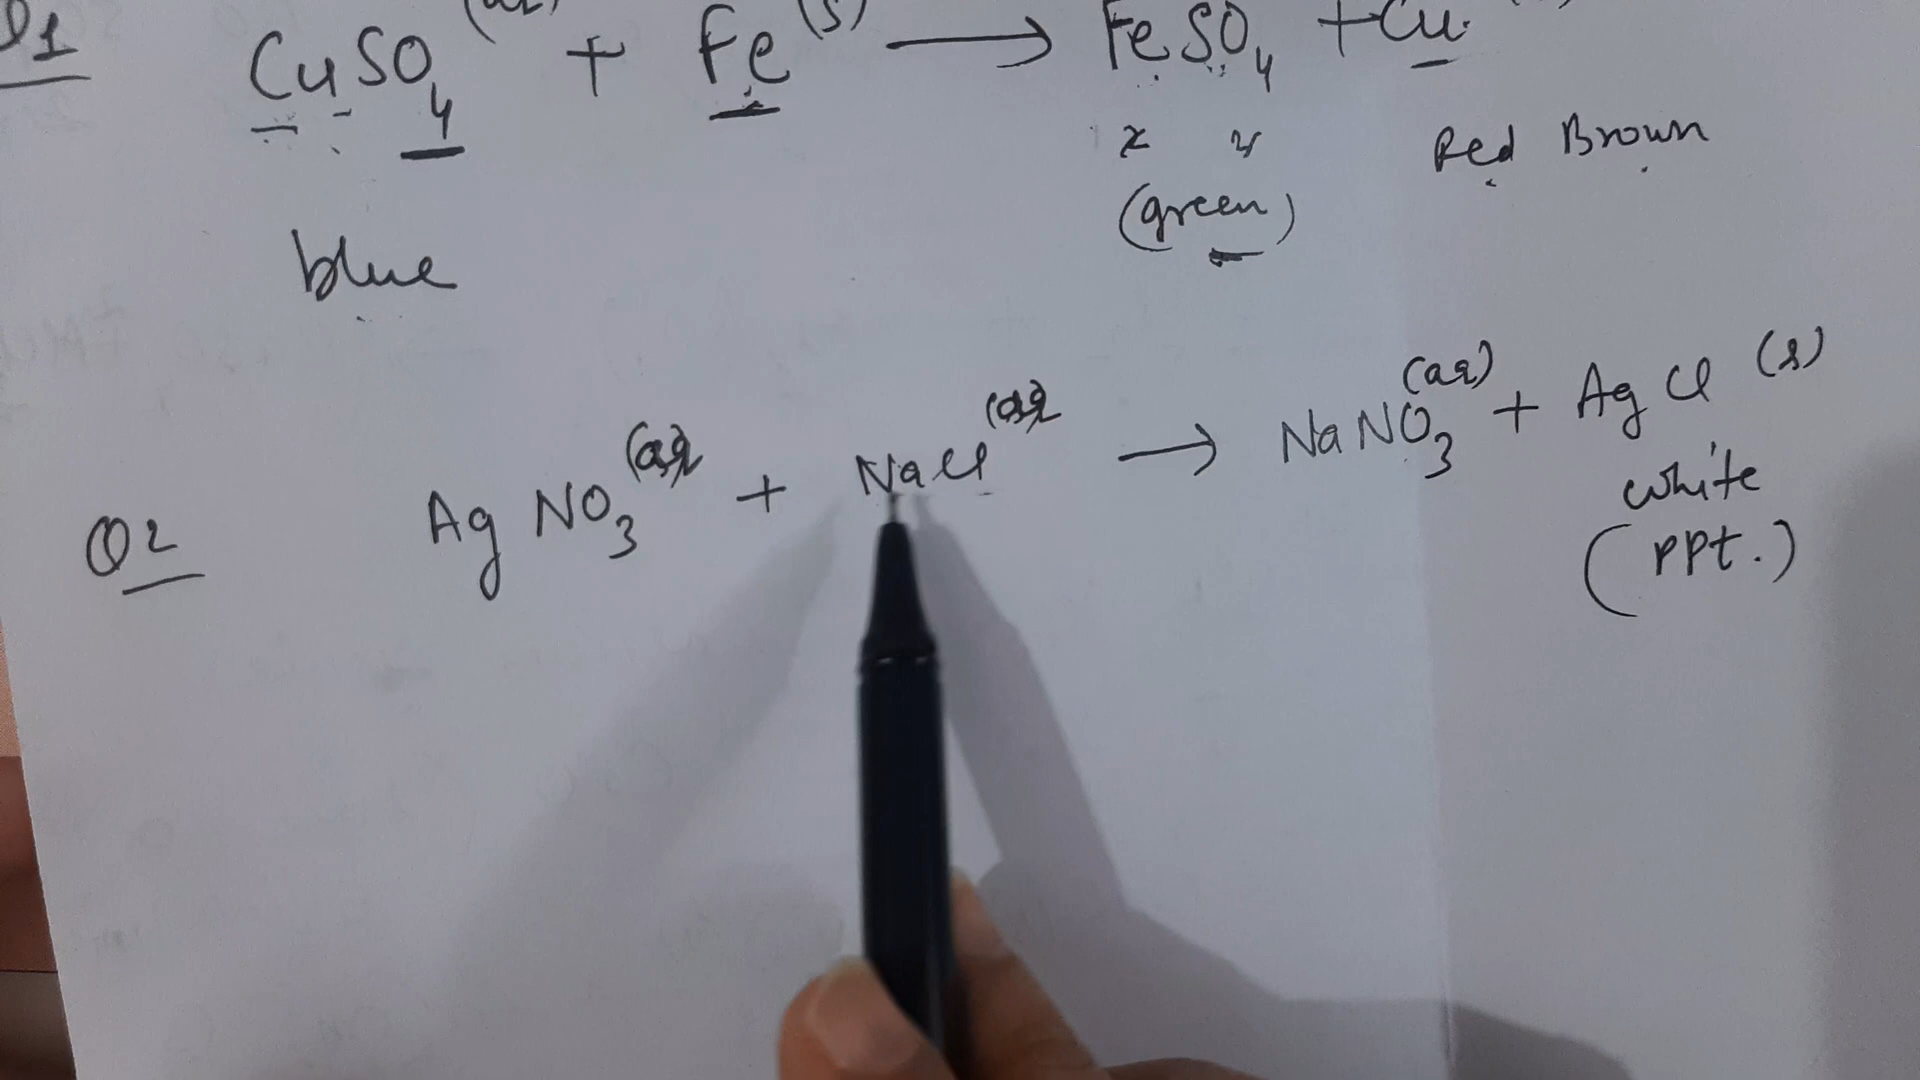 Q1 CuSO4 + Fe (s) → FeSO4 + Cu
(green) Red Brown
blue
Q2 AgNO3 (aq) + NaCl (aq) → NaNO3 (aq) + AgCl (s)
white
(PPt.)